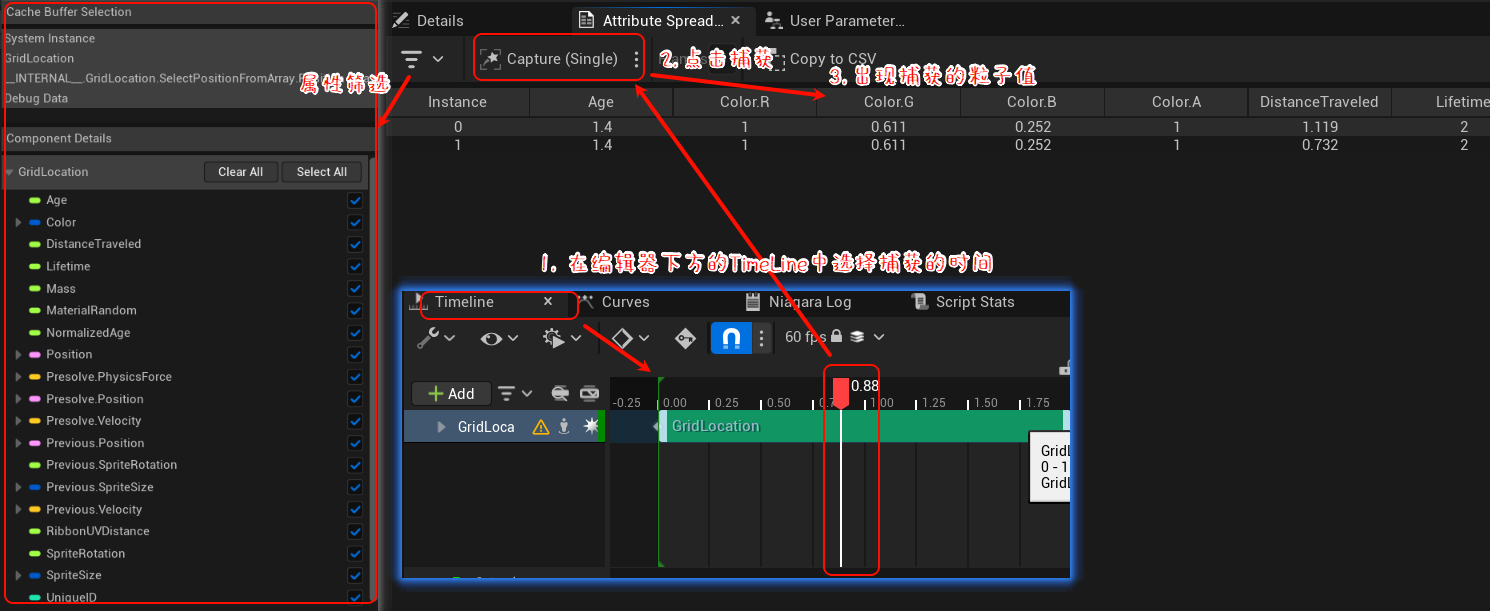 Cache Buffer Selection
System Instance
GridLocation
__INTERNAL__.GridLocation.SelectPositionFromArray.
Debug Data
属性筛选
Component Details
GridLocation
Clear All
Select All
Age
Color
DistanceTraveled
Lifetime
Mass
MaterialRandom
NormalizedAge
Position
Presolve.PhysicsForce
Presolve.Position
Presolve.Velocity
Previous.Position
Previous.SpriteRotation
Previous.SpriteSize
Previous.Velocity
RibbonUVDistance
SpriteRotation
SpriteSize
UniqueID
Details
Attribute Spread...
User Parameter...
Capture (Single)
2.点击捕获
Copy to CSV
3.出现捕获的粒子值
Instance Age Color.R Color.G Color.B Color.A DistanceTraveled Lifetime
0 1.4 1 0.611 0.252 1 1.119 2
1 1.4 1 0.611 0.252 1 0.732 2
1. 在编辑器下方的TimeLine中选择捕获的时间
Timeline
Curves
Niagara Log
Script Stats
60 fps
Add
0.88
-0.25 0.00 0.25 0.50 1.00 1.25 1.50 1.75
GridLoca
GridLocation
0 - 1